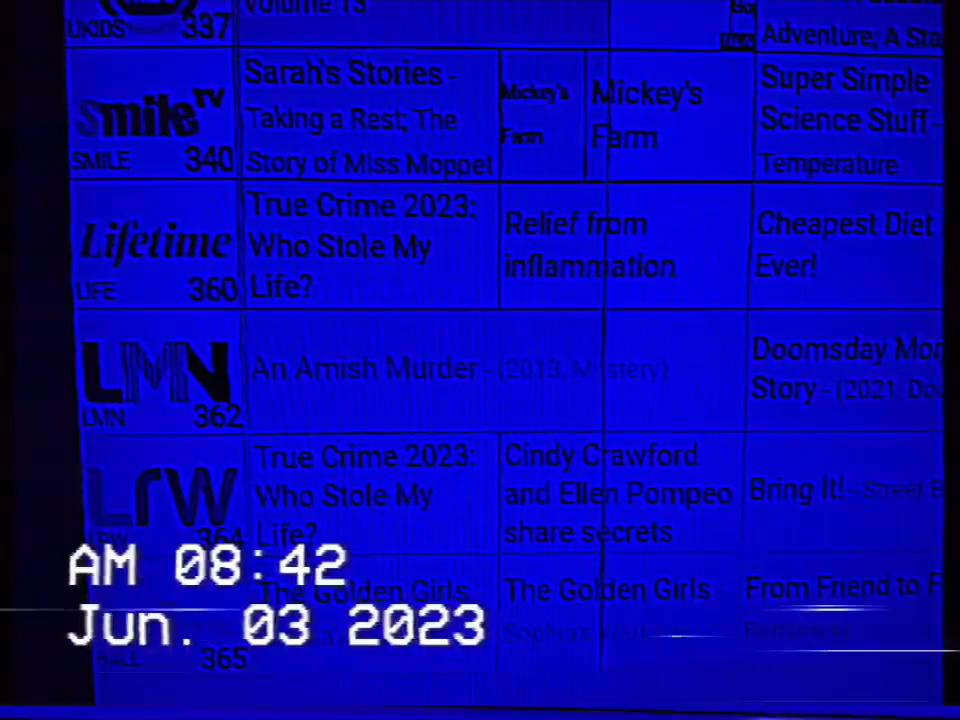 Volume 13
UKIDS 337
Adventure; A Sta
Smile TV
SMILE 340
Sarah's Stories -
Taking a Rest; The
Story of Miss Moppet
Mickey's
Farm
Mickey's
Farm
Super Simple
Science Stuff -
Temperature
Lifetime
LIFE 360
True Crime 2023:
Who Stole My
Life?
Relief from
inflammation
Cheapest Diet
Ever!
LMN
LMN 362
An Amish Murder - (2013, Mystery)
Doomsday Mom
Story - (2021, Doc
LRW
LRW 364
True Crime 2023:
Who Stole My
Life?
Cindy Crawford
and Ellen Pompeo
share secrets
Bring It! - Street B
365
The Golden Girls
The Golden Girls
From Friend to F
AM 08:42
Jun. 03 2023